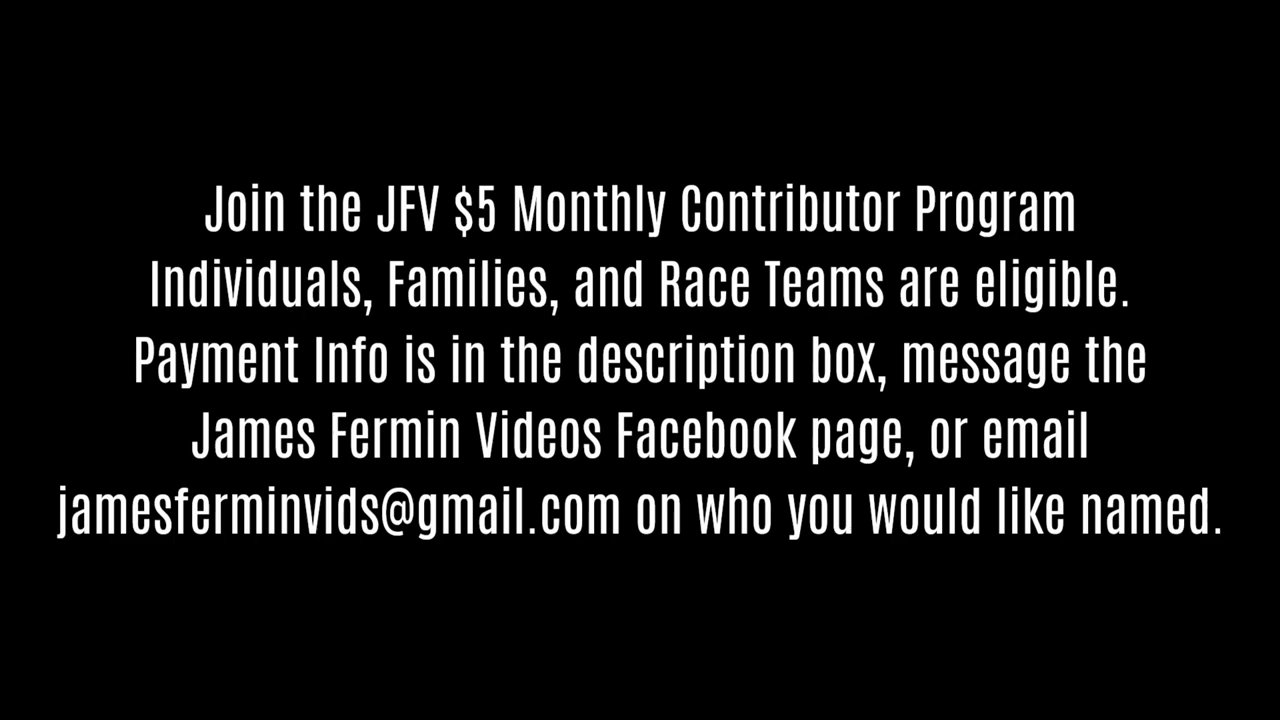 Join the JFV $5 Monthly Contributor Program
Individuals, Families, and Race Teams are eligible.
Payment Info is in the description box, message the
James Fermin Videos Facebook page, or email
jamesferminvids@gmail.com on who you would like named.